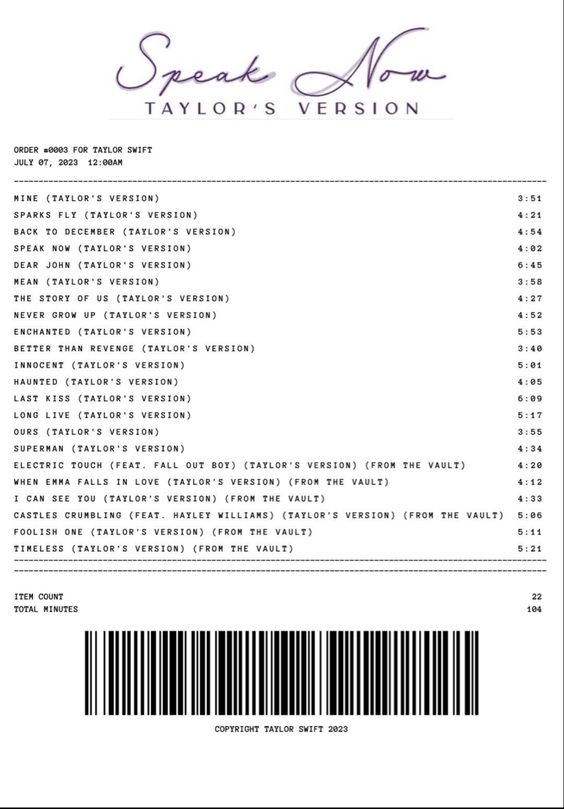 Speak Now
TAYLOR'S VERSION
ORDER #0003 FOR TAYLOR SWIFT
JULY 07, 2023 12:00AM
MINE (TAYLOR'S VERSION) 3:51
SPARKS FLY (TAYLOR'S VERSION) 4:21
BACK TO DECEMBER (TAYLOR'S VERSION) 4:54
SPEAK NOW (TAYLOR'S VERSION) 4:02
DEAR JOHN (TAYLOR'S VERSION) 6:45
MEAN (TAYLOR'S VERSION) 3:58
THE STORY OF US (TAYLOR'S VERSION) 4:27
NEVER GROW UP (TAYLOR'S VERSION) 4:52
ENCHANTED (TAYLOR'S VERSION) 5:53
BETTER THAN REVENGE (TAYLOR'S VERSION) 3:40
INNOCENT (TAYLOR'S VERSION) 5:01
HAUNTED (TAYLOR'S VERSION) 4:05
LAST KISS (TAYLOR'S VERSION) 6:09
LONG LIVE (TAYLOR'S VERSION) 5:17
OURS (TAYLOR'S VERSION) 3:55
SUPERMAN (TAYLOR'S VERSION) 4:34
ELECTRIC TOUCH (FEAT. FALL OUT BOY) (TAYLOR'S VERSION) (FROM THE VAULT) 4:20
WHEN EMMA FALLS IN LOVE (TAYLOR'S VERSION) (FROM THE VAULT) 4:12
I CAN SEE YOU (TAYLOR'S VERSION) (FROM THE VAULT) 4:33
CASTLES CRUMBLING (FEAT. HAYLEY WILLIAMS) (TAYLOR'S VERSION) (FROM THE VAULT) 5:06
FOOLISH ONE (TAYLOR'S VERSION) (FROM THE VAULT) 5:11
TIMELESS (TAYLOR'S VERSION) (FROM THE VAULT) 5:21
ITEM COUNT 22
TOTAL MINUTES 104
COPYRIGHT TAYLOR SWIFT 2023